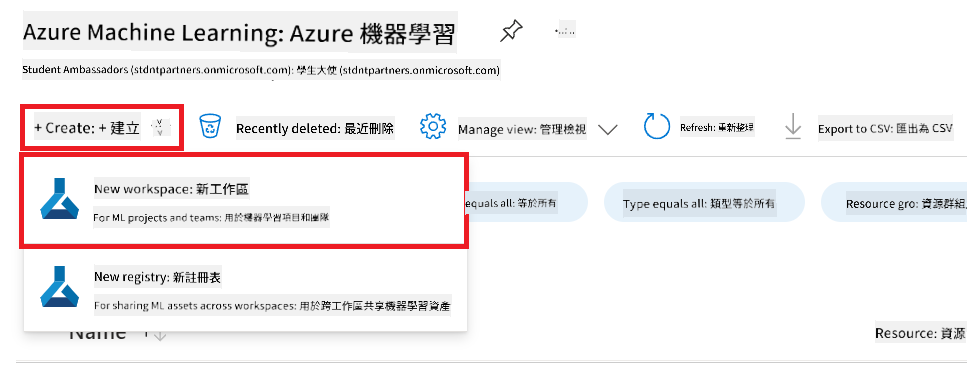 Azure Machine Learning: Azure 機器學習
Student Ambassadors (stdntpartners.onmicrosoft.com): 學生大使 (stdntpartners.onmicrosoft.com)
+ Create: + 建立
Recently deleted: 最近刪除
Manage view: 管理檢視
Refresh: 重新整理
Export to CSV: 匯出為 CSV
New workspace: 新工作區
For ML projects and teams: 用於機器學習項目和團隊
equals all: 等於所有
Type equals all: 類型等於所有
Resource gro: 資源群組
New registry: 新註冊表
For sharing ML assets across workspaces: 用於跨工作區共享機器學習資產
Name
Resource: 資源